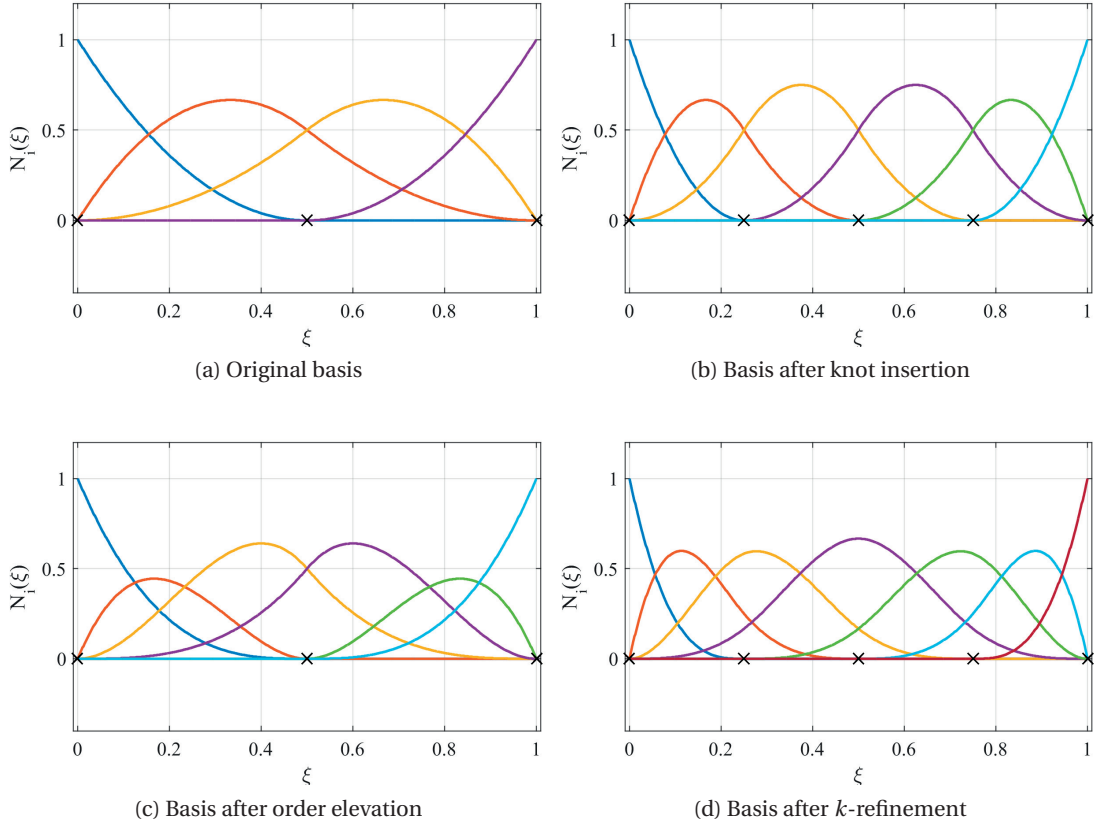 1
0.5
0
N_i(ξ)
0 0.2 0.4 0.6 0.8 1
ξ
(a) Original basis
1
0.5
0
N_i(ξ)
0 0.2 0.4 0.6 0.8 1
ξ
(b) Basis after knot insertion
1
0.5
0
N_i(ξ)
0 0.2 0.4 0.6 0.8 1
ξ
(c) Basis after order elevation
1
0.5
0
N_i(ξ)
0 0.2 0.4 0.6 0.8 1
ξ
(d) Basis after k-refinement